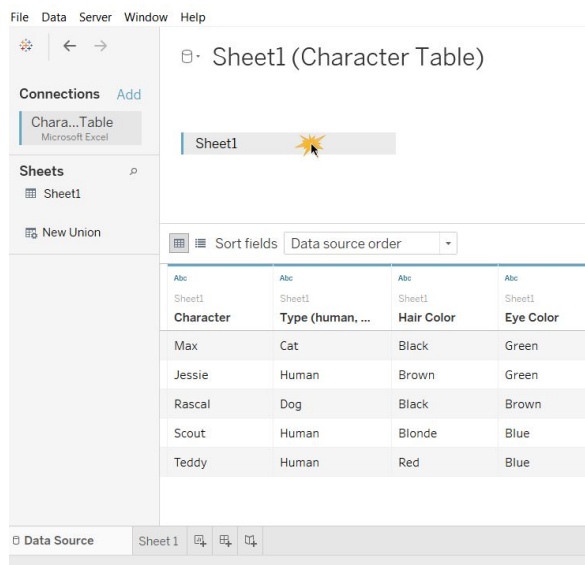 File Data Server Window Help
Sheet1 (Character Table)
Connections Add
Chara...Table
Microsoft Excel
Sheet1
Sheets
Sheet1
New Union
Sort fields Data source order
Abc Abc Abc Abc
Sheet1 Sheet1 Sheet1 Sheet1
Character Type (human, ... Hair Color Eye Color
Max Cat Black Green
Jessie Human Brown Green
Rascal Dog Black Brown
Scout Human Blonde Blue
Teddy Human Red Blue
Data Source Sheet 1